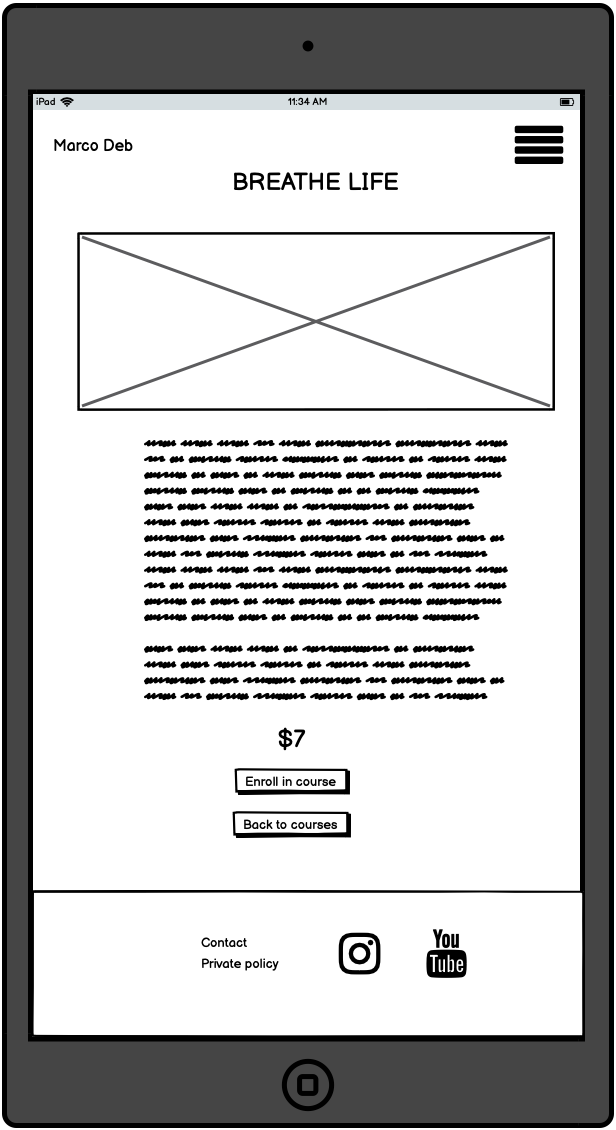 iPad 11:34 AM
Marco Deb
BREATHE LIFE
$7
Enroll in course
Back to courses
Contact
Private policy
You
Tube